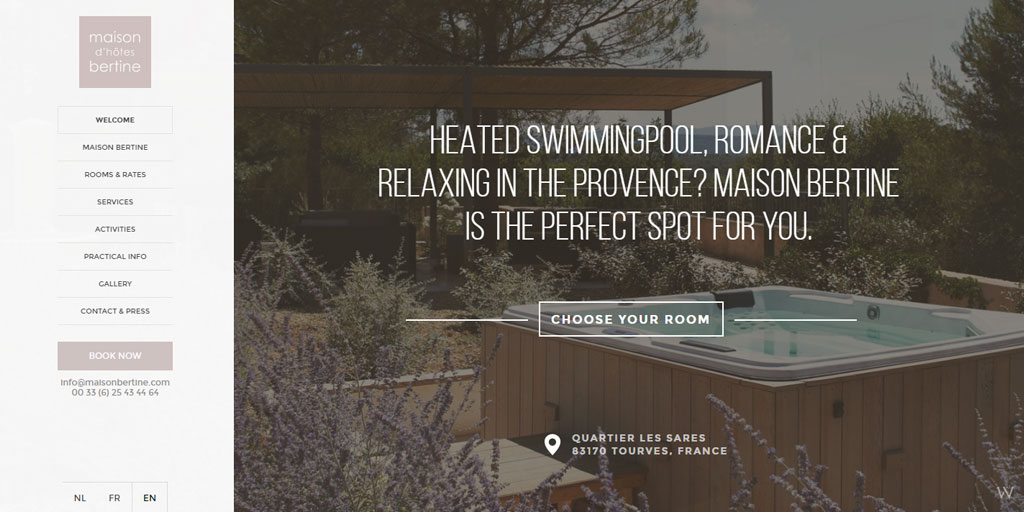 maison
d'hôtes
bertine
WELCOME
MAISON BERTINE
ROOMS & RATES
SERVICES
ACTIVITIES
PRACTICAL INFO
GALLERY
CONTACT & PRESS
BOOK NOW
info@maisonbertine.com
00 33 (6) 25 43 44 64
NL FR EN
HEATED SWIMMINGPOOL, ROMANCE &
RELAXING IN THE PROVENCE? MAISON BERTINE
IS THE PERFECT SPOT FOR YOU.
CHOOSE YOUR ROOM
QUARTIER LES SARES
83170 TOURVES, FRANCE
W